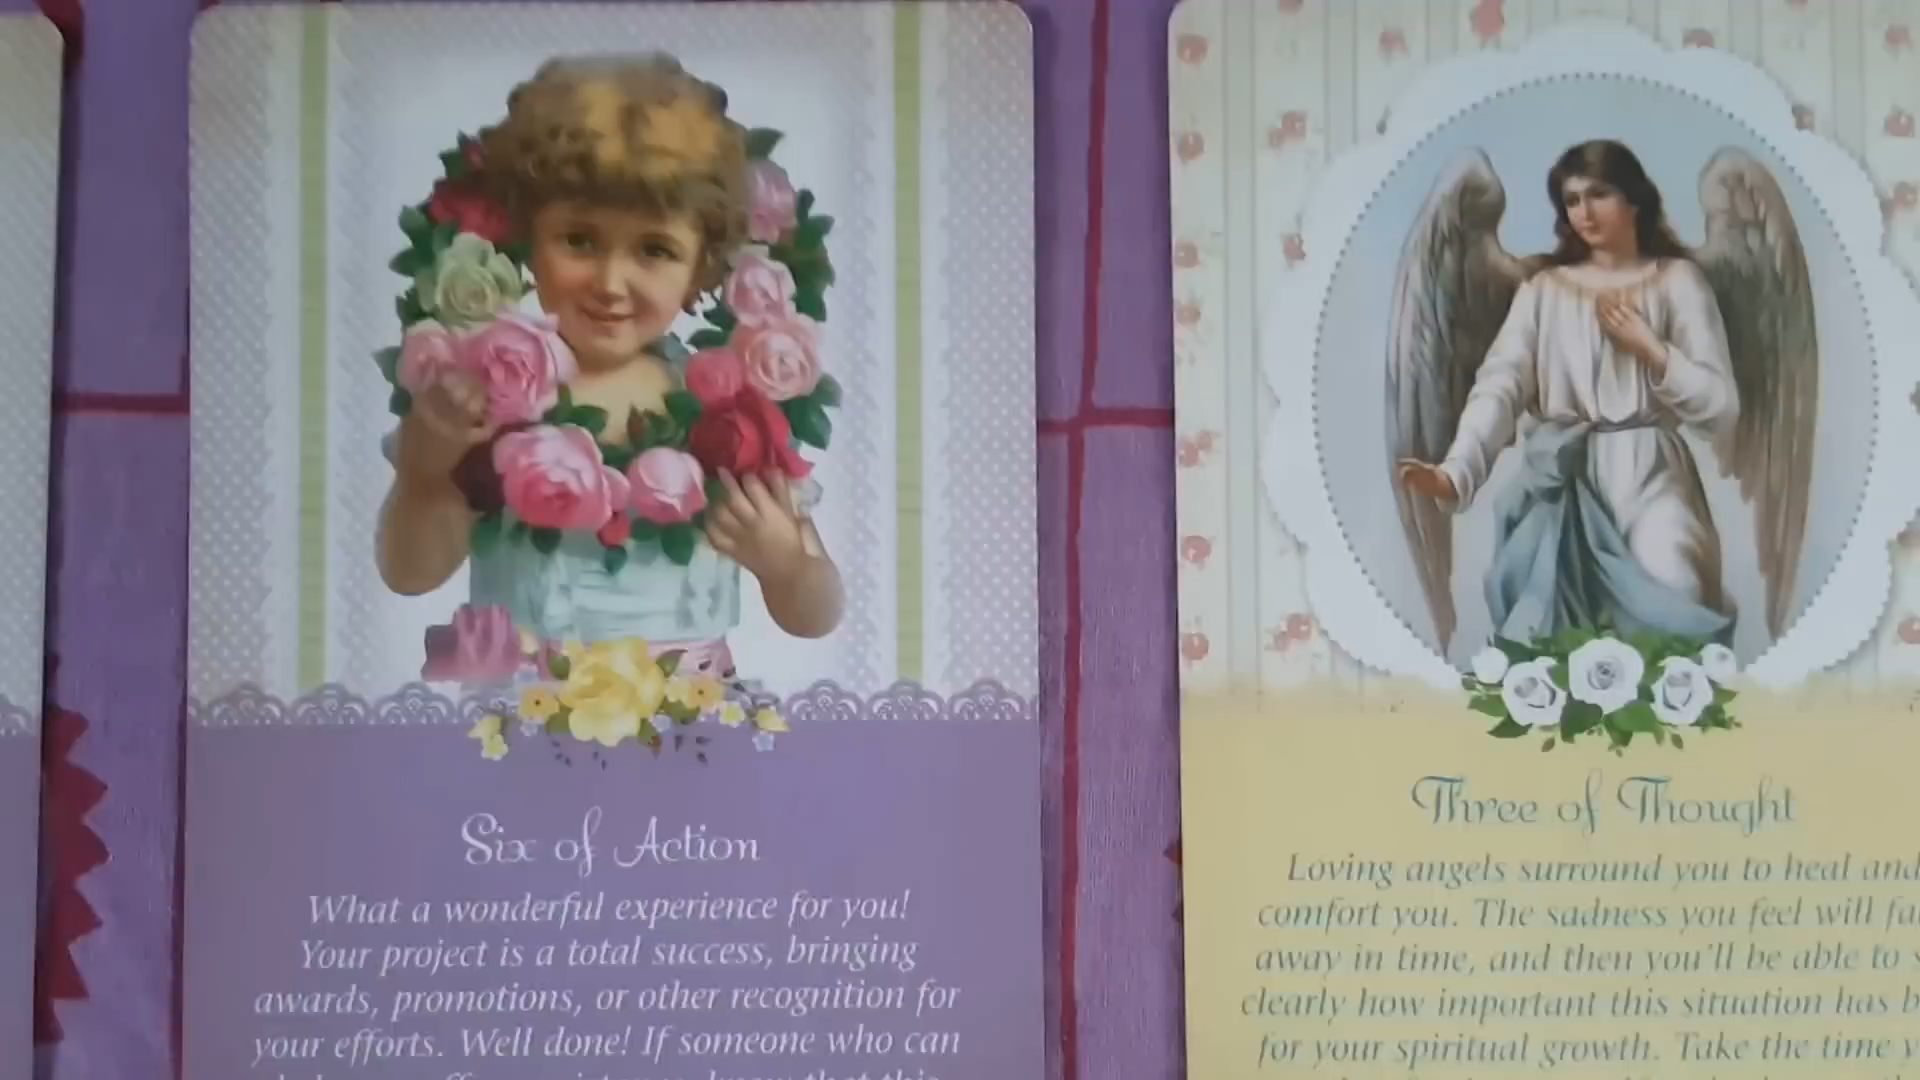 Six of Action
What a wonderful experience for you!
Your project is a total success, bringing
awards, promotions, or other recognition for
your efforts. Well done! If someone who can
know that this
Three of Thought
Loving angels surround you to heal and
comfort you. The sadness you feel will
away in time, and then you'll be able to
clearly how important this situation has
for your spiritual growth. Take the time